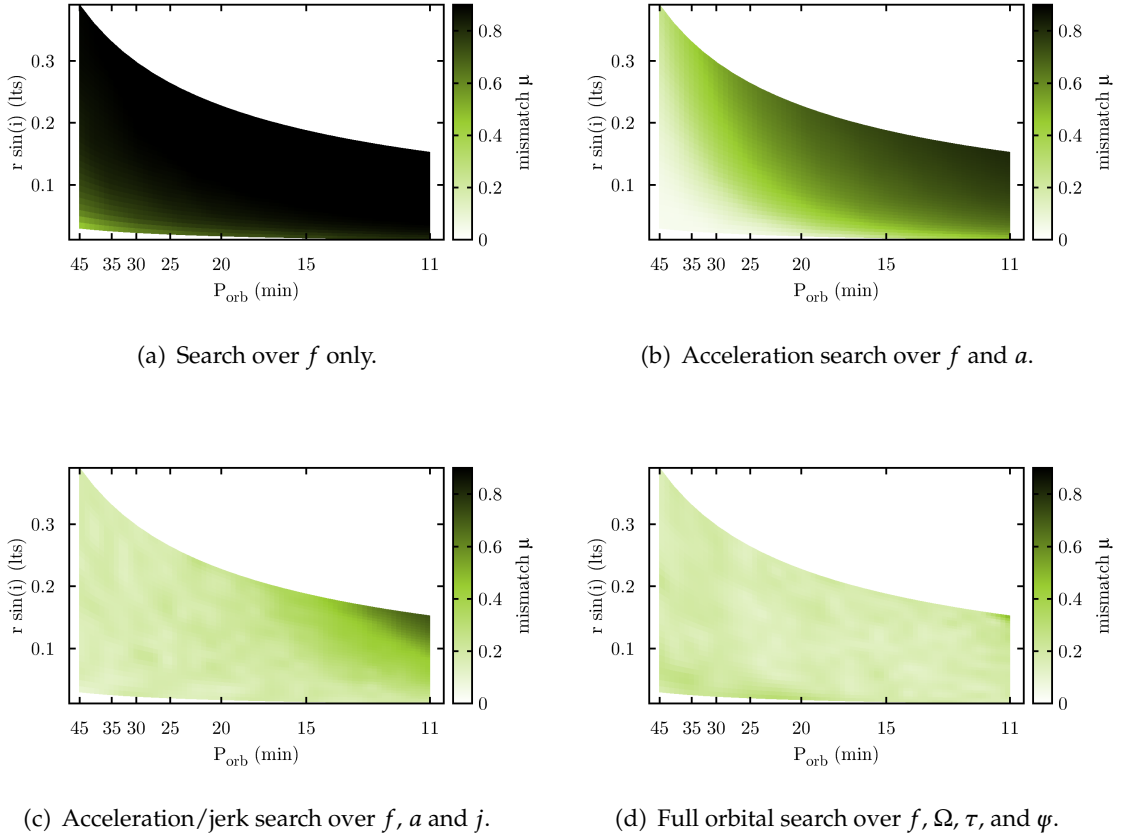 0.3
0.2
0.1
r sin(i) (lts)
45 35 30 25 20 15 11
P_orb (min)
0.8
0.6
0.4
0.2
0
mismatch µ
(a) Search over f only.
0.3
0.2
0.1
r sin(i) (lts)
45 35 30 25 20 15 11
P_orb (min)
0.8
0.6
0.4
0.2
0
mismatch µ
(b) Acceleration search over f and a.
0.3
0.2
0.1
r sin(i) (lts)
45 35 30 25 20 15 11
P_orb (min)
0.8
0.6
0.4
0.2
0
mismatch µ
(c) Acceleration/jerk search over f, a and j.
0.3
0.2
0.1
r sin(i) (lts)
45 35 30 25 20 15 11
P_orb (min)
0.8
0.6
0.4
0.2
0
mismatch µ
(d) Full orbital search over f, Ω, τ, and ψ.